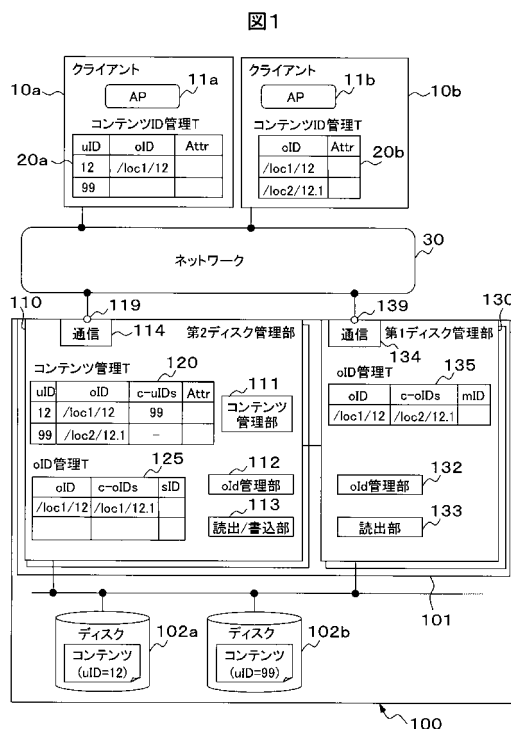 図1
クライアント
11a
AP
10a
コンテンツID管理T
20a
uID oID Attr
12 /loc1/12
99
クライアント
11b
AP
10b
コンテンツID管理T
20b
oID Attr
/loc1/12
/loc2/12.1
ネットワーク
30
110
119
通信
114
第2ディスク管理部
コンテンツ管理T
120
uID oID c-uIDs Attr
12 /loc1/12 99
99 /loc2/12.1 -
111
コンテンツ
管理部
oID管理T
125
oID c-oIDs sID
/loc1/12 /loc1/12.1
112
oId管理部
113
読出/書込部
130
139
通信
134
第1ディスク管理部
oID管理T
135
oID c-oIDs mID
/loc1/12 /loc2/12.1
132
oId管理部
133
読出部
101
ディスク
102a
コンテンツ
(uID=12)
ディスク
102b
コンテンツ
(uID=99)
100